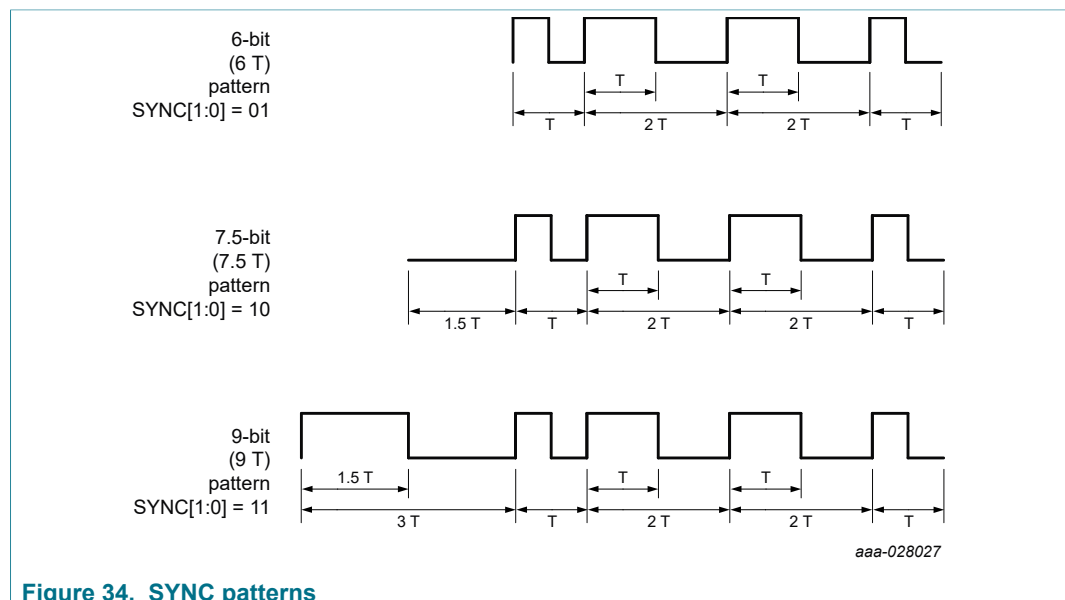 6-bit
(6 T)
pattern
SYNC[1:0] = 01
T T
T 2 T 2 T T
7.5-bit
(7.5 T)
pattern
SYNC[1:0] = 10
T T
1.5 T T 2 T 2 T T
9-bit
(9 T)
pattern
SYNC[1:0] = 11
1.5 T T T
3 T T 2 T 2 T T
aaa-028027
Figure 34. SYNC patterns